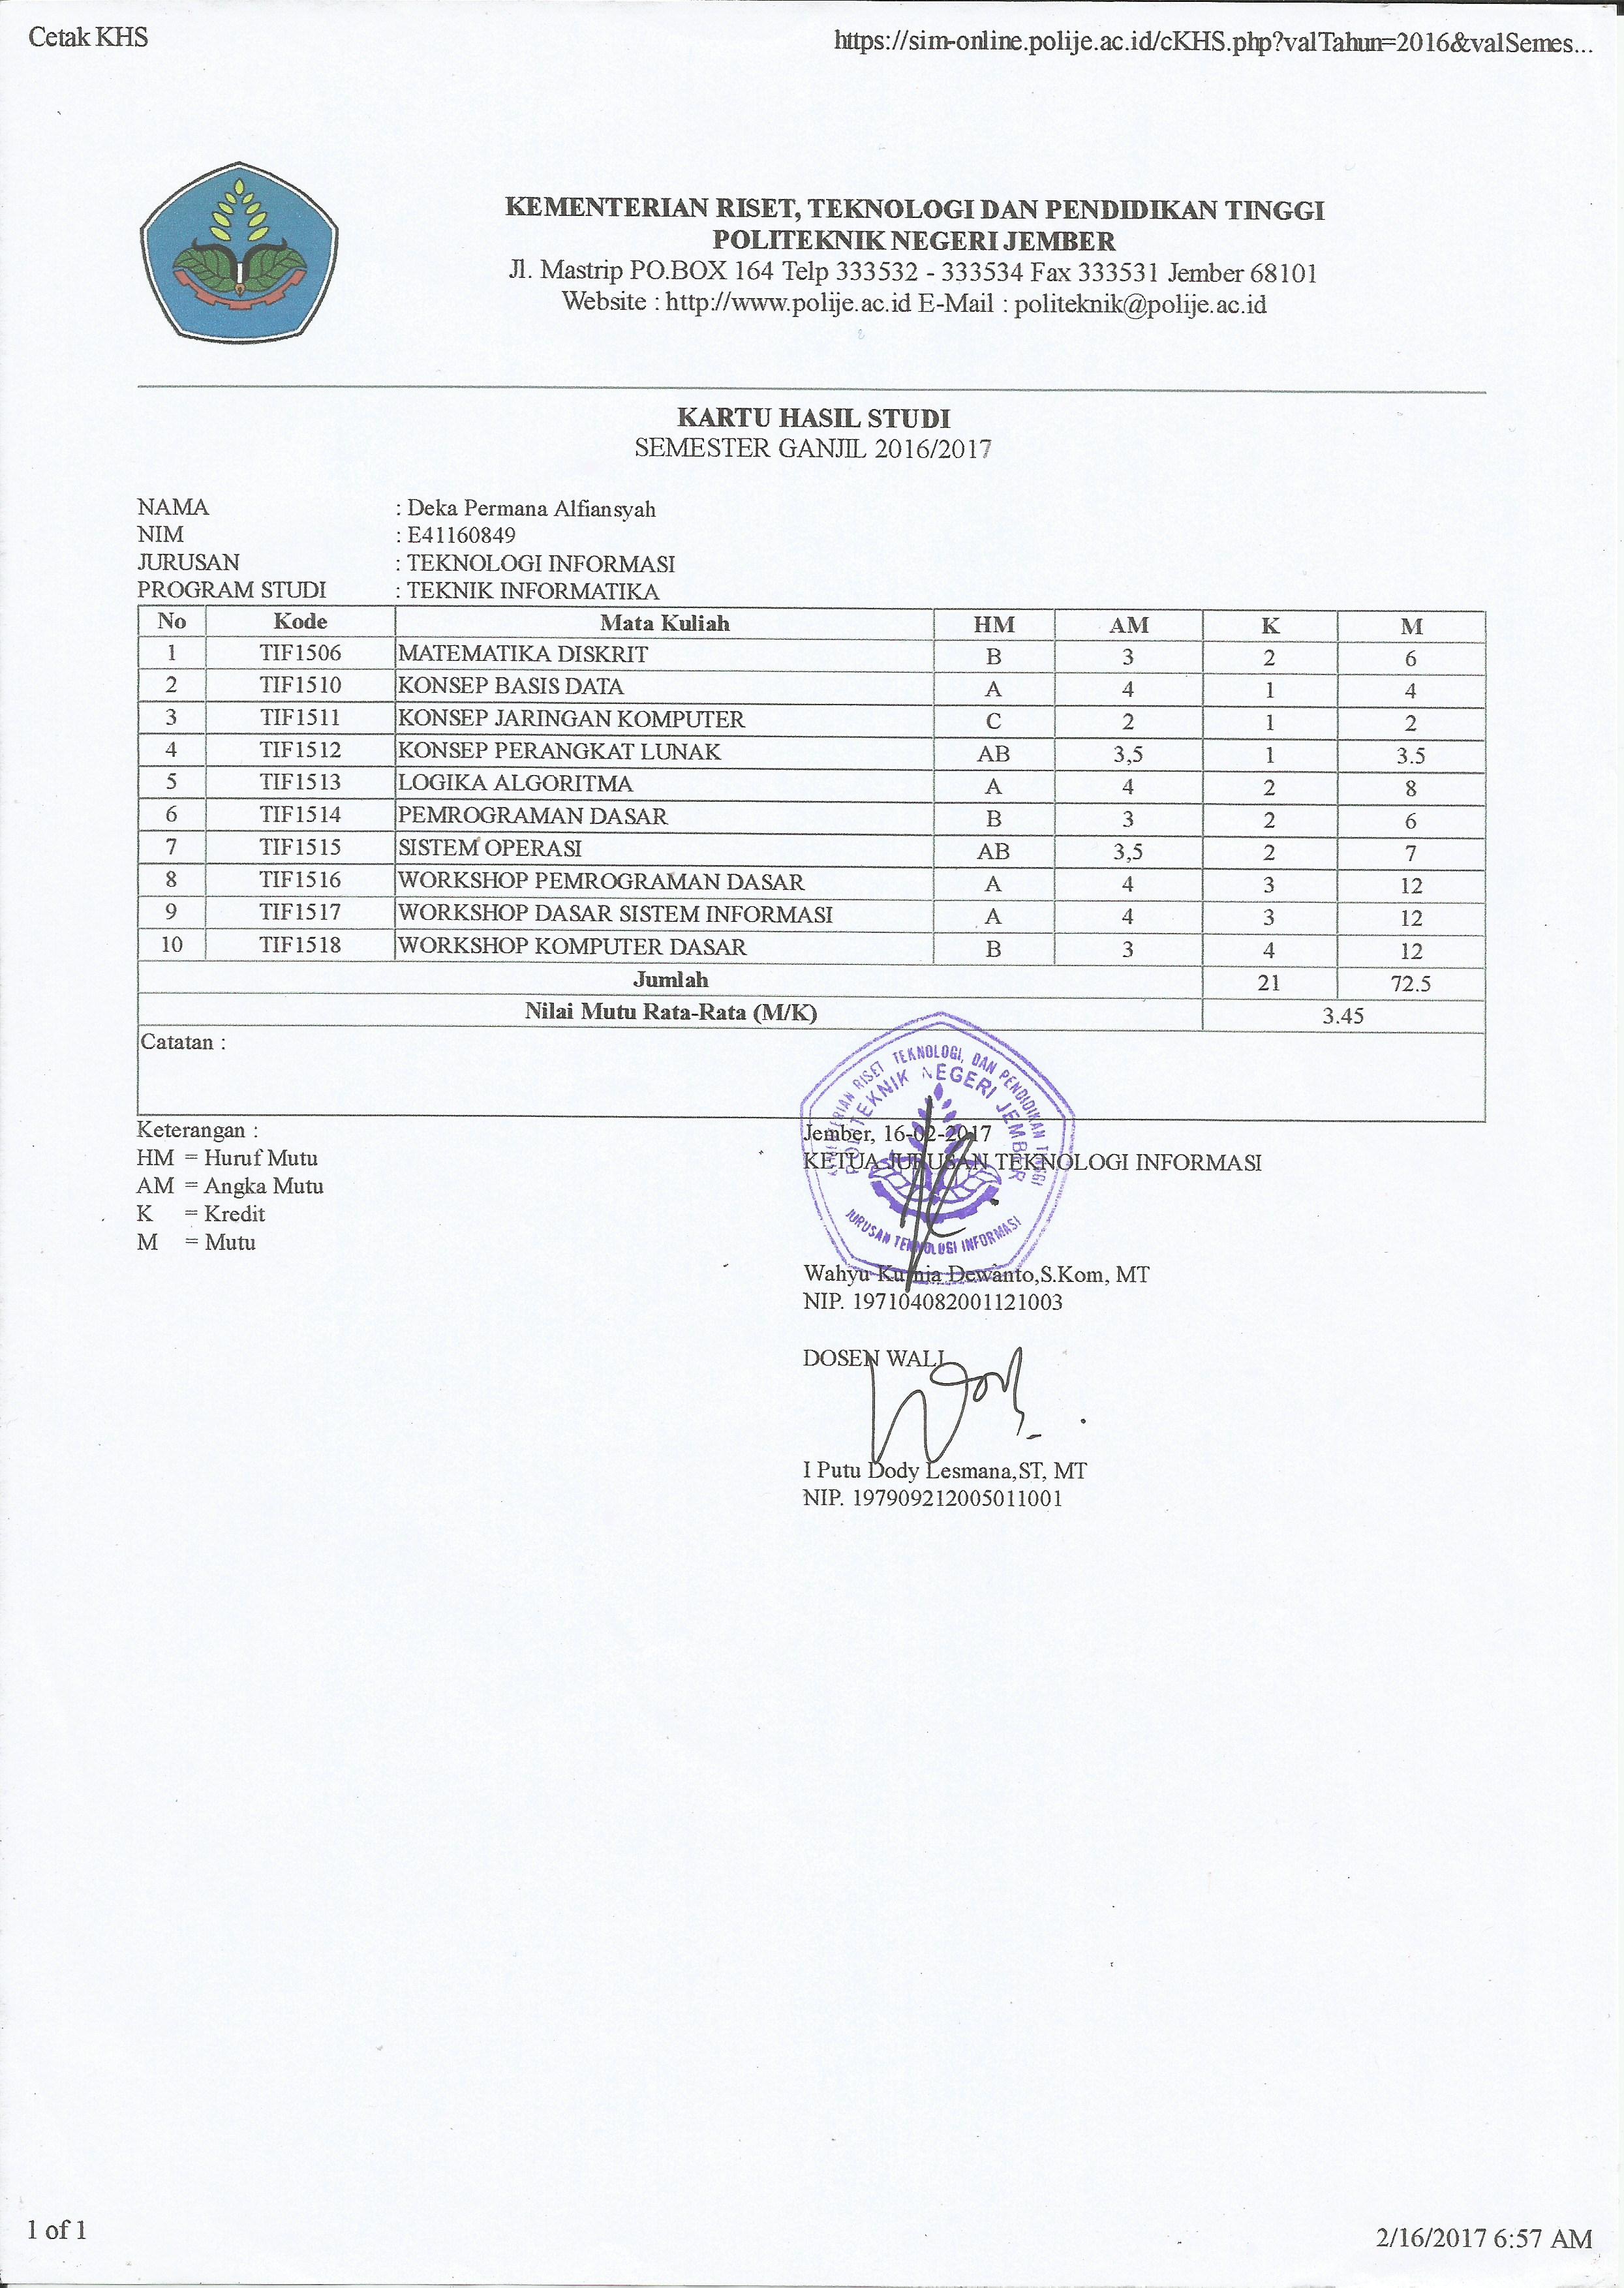 Cetak KHS
https://sim-online.polije.ac.id/cKHS.php?valTahun=2016&valSemes...
KEMENTERIAN RISET, TEKNOLOGI DAN PENDIDIKAN TINGGI
POLITEKNIK NEGERI JEMBER
Jl. Mastrip PO.BOX 164 Telp 333532 - 333534 Fax 333531 Jember 68101
Website : http://www.polije.ac.id E-Mail : politeknik@polije.ac.id
KARTU HASIL STUDI
SEMESTER GANJIL 2016/2017
NAMA : Deka Permana Alfiansyah
NIM : E41160849
JURUSAN : TEKNOLOGI INFORMASI
PROGRAM STUDI : TEKNIK INFORMATIKA
No Kode Mata Kuliah HM AM K M
1 TIF1506 MATEMATIKA DISKRIT B 3 2 6
2 TIF1510 KONSEP BASIS DATA A 4 1 4
3 TIF1511 KONSEP JARINGAN KOMPUTER C 2 1 2
4 TIF1512 KONSEP PERANGKAT LUNAK AB 3,5 1 3.5
5 TIF1513 LOGIKA ALGORITMA A 4 2 8
6 TIF1514 PEMROGRAMAN DASAR B 3 2 6
7 TIF1515 SISTEM OPERASI AB 3,5 2 7
8 TIF1516 WORKSHOP PEMROGRAMAN DASAR A 4 3 12
9 TIF1517 WORKSHOP DASAR SISTEM INFORMASI A 4 3 12
10 TIF1518 WORKSHOP KOMPUTER DASAR B 3 4 12
Jumlah 21 72.5
Nilai Mutu Rata-Rata (M/K) 3.45
Catatan :
Keterangan :
HM = Huruf Mutu
AM = Angka Mutu
K = Kredit
M = Mutu
KEMENTERIAN RISET TEKNOLOGI, DAN PENDIDIKAN TINGGI
POLITEKNIK NEGERI JEMBER
JURUSAN TEKNOLOGI INFORMASI
Jember, 16-02-2017
KETUA JURUSAN TEKNOLOGI INFORMASI
Wahyu Kurnia Dewanto,S.Kom, MT
NIP. 197104082001121003
DOSEN WALI
I Putu Dody Lesmana,ST, MT
NIP. 197909212005011001
1 of 1
2/16/2017 6:57 AM